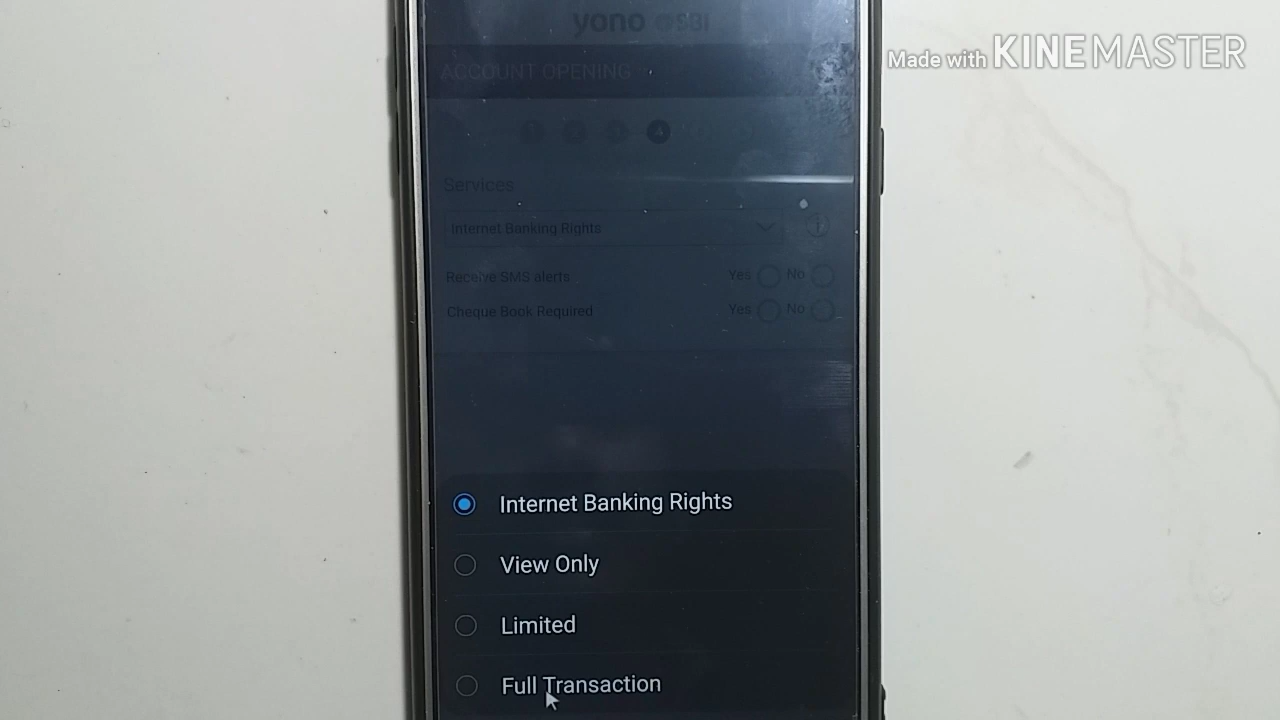 Made with KINEMASTER
yono SBI
ACCOUNT OPENING
4
Services
Internet Banking Rights
Receive SMS alerts Yes No
Cheque Book Required Yes No
Internet Banking Rights
View Only
Limited
Full Transaction